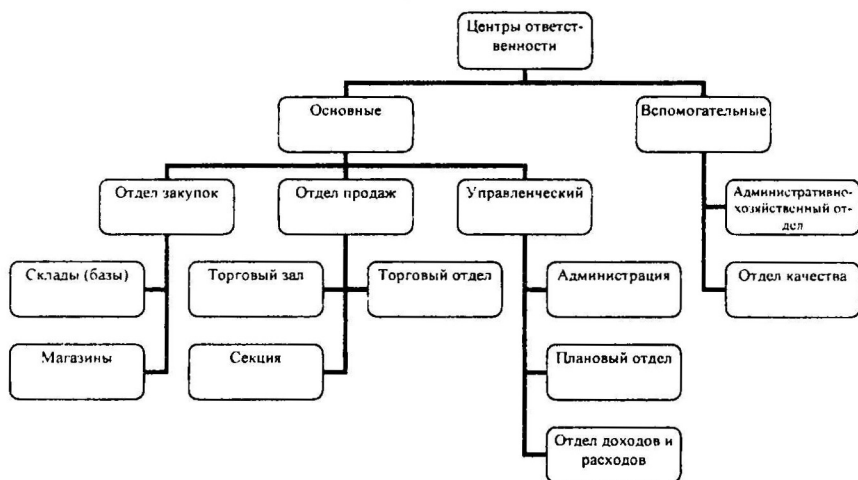 Центры ответст-
венности
Основные
Вспомогательные
Отдел закупок
Отдел продаж
Управленческий
Административно-
хозяйственный от-
дел
Склады (базы)
Торговый зал
Торговый отдел
Администрация
Отдел качества
Магазины
Секция
Плановый отдел
Отдел доходов и
расходов